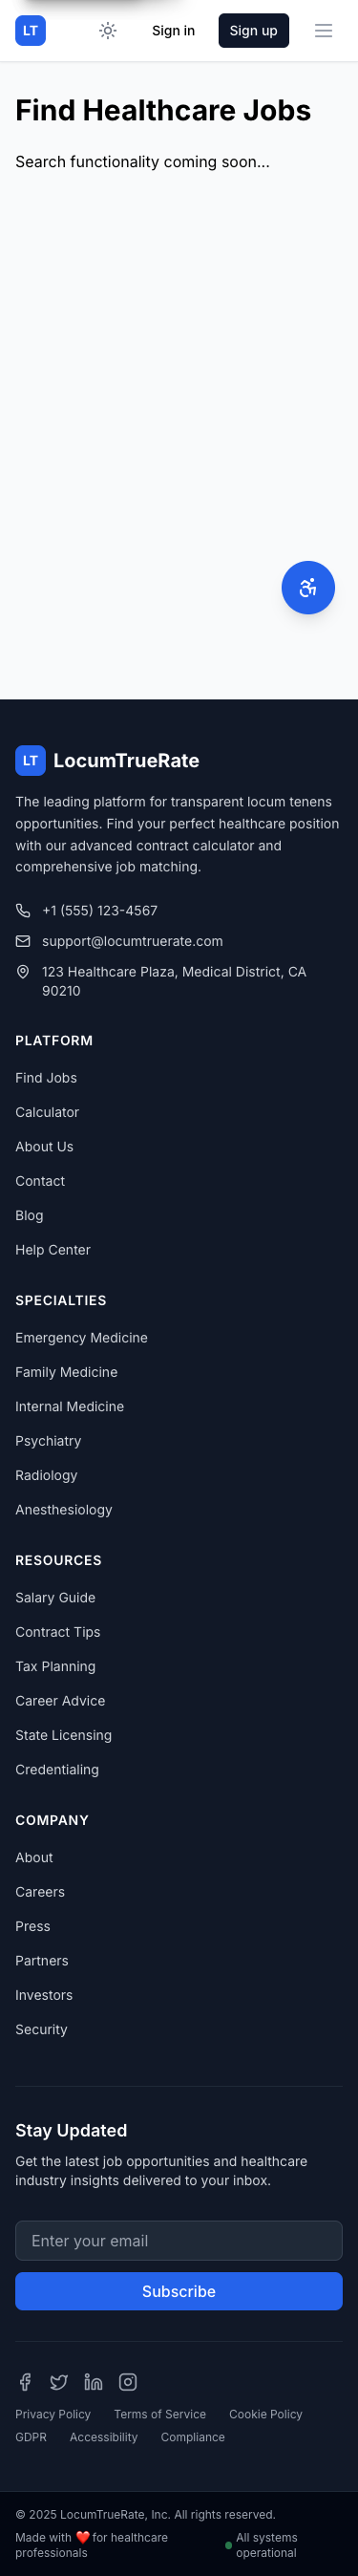 LT
Sign in
Sign up
Find Healthcare Jobs
Search functionality coming soon...
LT LocumTrueRate
The leading platform for transparent locum tenens
opportunities. Find your perfect healthcare position
with our advanced contract calculator and
comprehensive job matching.
+1 (555) 123-4567
support@locumtruerate.com
123 Healthcare Plaza, Medical District, CA
90210
PLATFORM
Find Jobs
Calculator
About Us
Contact
Blog
Help Center
SPECIALTIES
Emergency Medicine
Family Medicine
Internal Medicine
Psychiatry
Radiology
Anesthesiology
RESOURCES
Salary Guide
Contract Tips
Tax Planning
Career Advice
State Licensing
Credentialing
COMPANY
About
Careers
Press
Partners
Investors
Security
Stay Updated
Get the latest job opportunities and healthcare
industry insights delivered to your inbox.
Enter your email
Subscribe
Privacy Policy Terms of Service Cookie Policy
GDPR Accessibility Compliance
© 2025 LocumTrueRate, Inc. All rights reserved.
Made with ❤️ for healthcare
professionals
All systems
operational